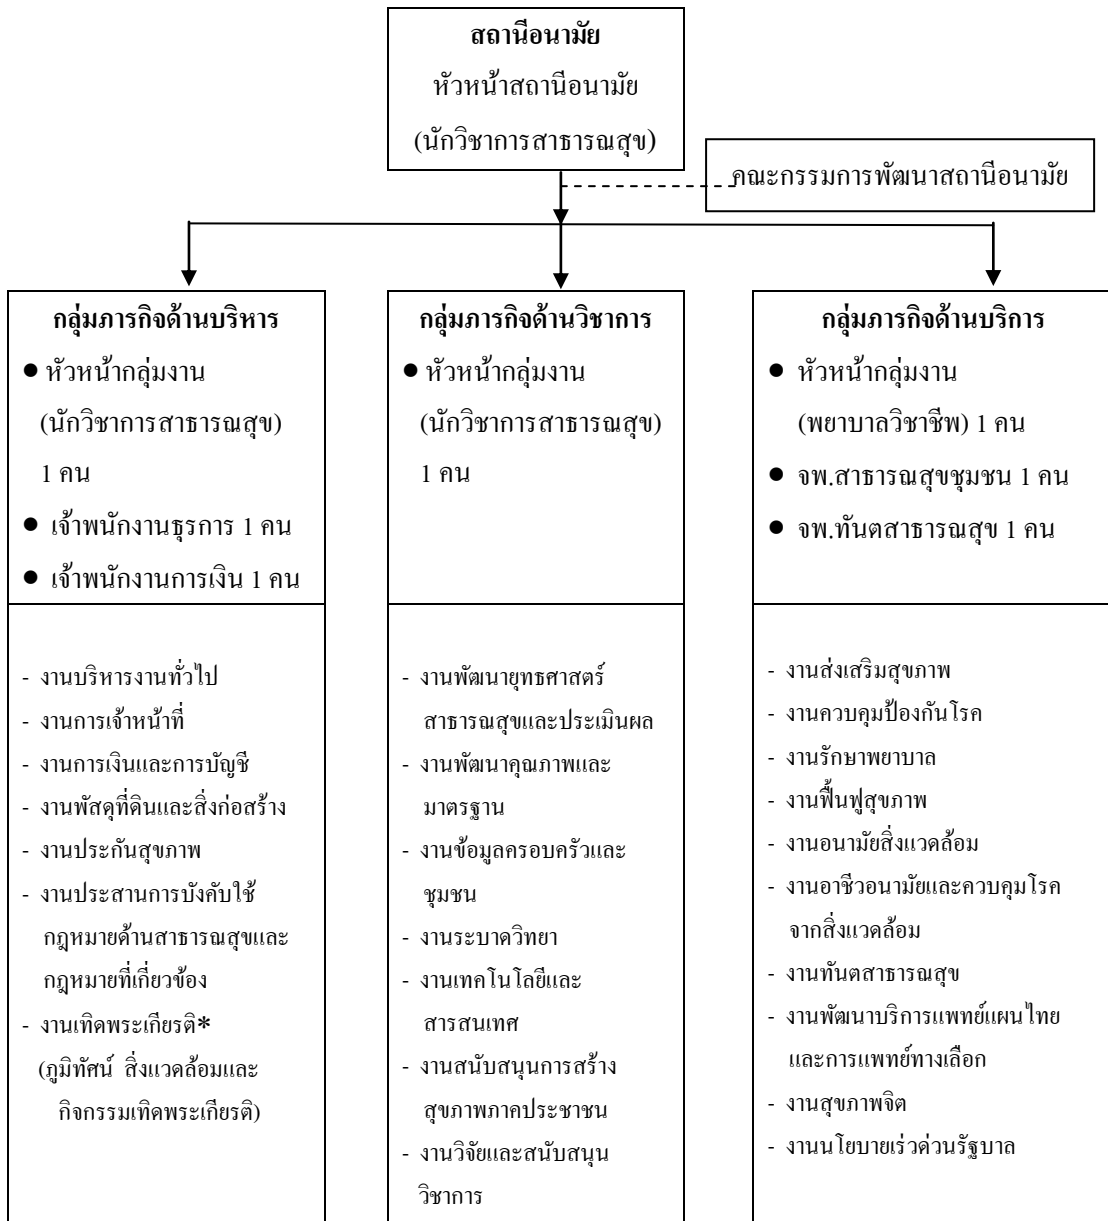 สถานีอนามัย
หัวหน้าสถานีอนามัย
(นักวิชาการสาธารณสุข)
คณะกรรมการพัฒนาสถานีอนามัย
กลุ่มภารกิจด้านบริหาร
● หัวหน้ากลุ่มงาน
(นักวิชาการสาธารณสุข)
1 คน
● เจ้าพนักงานธุรการ 1 คน
● เจ้าพนักงานการเงิน 1 คน
- งานบริหารงานทั่วไป
- งานการเจ้าหน้าที่
- งานการเงินและการบัญชี
- งานพัสดุที่ดินและสิ่งก่อสร้าง
- งานประกันสุขภาพ
- งานประสานการบังคับใช้
กฎหมายด้านสาธารณสุขและ
กฎหมายที่เกี่ยวข้อง
- งานเทิดพระเกียรติ*
(ภูมิทัศน์ สิ่งแวดล้อมและ
กิจกรรมเทิดพระเกียรติ)
กลุ่มภารกิจด้านวิชาการ
● หัวหน้ากลุ่มงาน
(นักวิชาการสาธารณสุข)
1 คน
- งานพัฒนายุทธศาสตร์
สาธารณสุขและประเมินผล
- งานพัฒนาคุณภาพและ
มาตรฐาน
- งานข้อมูลครอบครัวและ
ชุมชน
- งานระบาดวิทยา
- งานเทคโนโลยีและ
สารสนเทศ
- งานสนับสนุนการสร้าง
สุขภาพภาคประชาชน
- งานวิจัยและสนับสนุน
วิชาการ
กลุ่มภารกิจด้านบริการ
● หัวหน้ากลุ่มงาน
(พยาบาลวิชาชีพ) 1 คน
● จพ.สาธารณสุขชุมชน 1 คน
● จพ.ทันตสาธารณสุข 1 คน
- งานส่งเสริมสุขภาพ
- งานควบคุมป้องกันโรค
- งานรักษาพยาบาล
- งานฟื้นฟูสุขภาพ
- งานอนามัยสิ่งแวดล้อม
- งานอาชีวอนามัยและควบคุมโรค
จากสิ่งแวดล้อม
- งานทันตสาธารณสุข
- งานพัฒนาบริการแพทย์แผนไทย
และการแพทย์ทางเลือก
- งานสุขภาพจิต
- งานนโยบายเร่วด่วนรัฐบาล